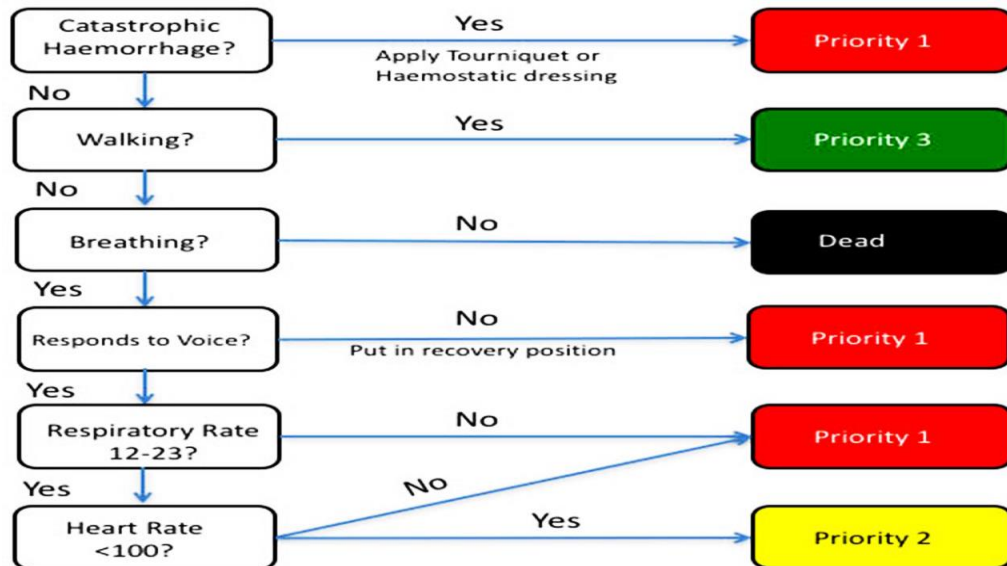 Catastrophic
Haemorrhage?
Yes
Apply Tourniquet or
Haemostatic dressing
Priority 1
No
Walking?
Yes
Priority 3
No
Breathing?
No
Dead
Yes
Responds to Voice?
No
Put in recovery position
Priority 1
Yes
Respiratory Rate
12-23?
No
Priority 1
Yes
No
Heart Rate
<100?
Yes
Priority 2